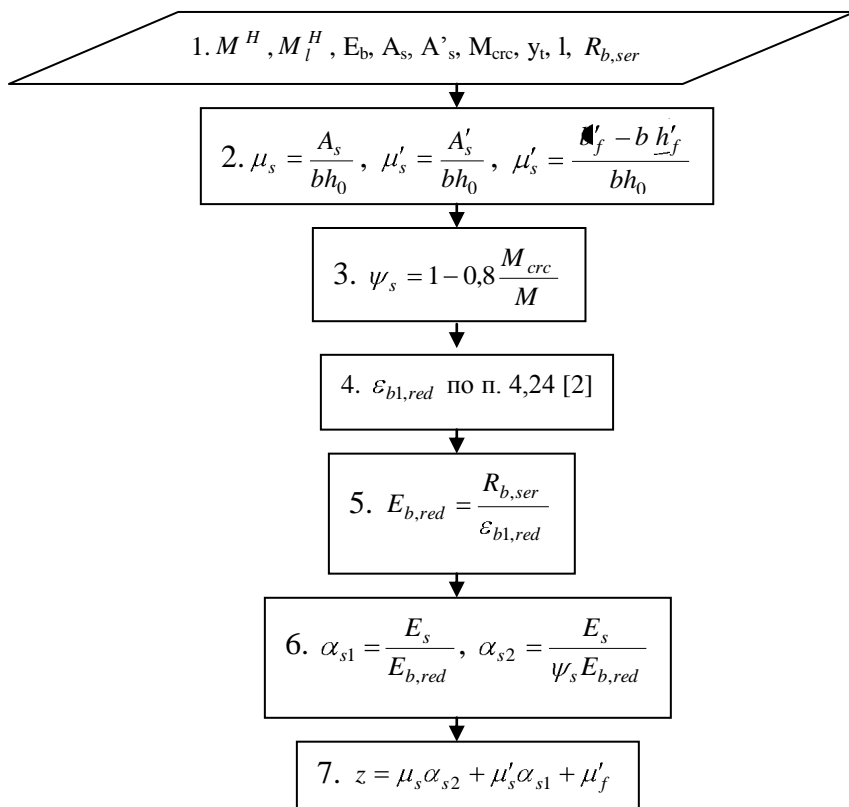 1. M^H , M_l^H , E_b, A_s, A’_s, M_crc, y_t, l, R_b,ser
2. μ_s = A_s / bh_0 , μ′_s = A′_s / bh_0 , μ′_s = b′_f − b h′_f / bh_0
3. ψ_s = 1 − 0,8 M_crc / M
4. ε_b1,red по п. 4,24 [2]
5. E_b,red = R_b,ser / ε_b1,red
6. α_s1 = E_s / E_b,red , α_s2 = E_s / ψ_s E_b,red
7. z = μ_s α_s2 + μ′_s α_s1 + μ′_f